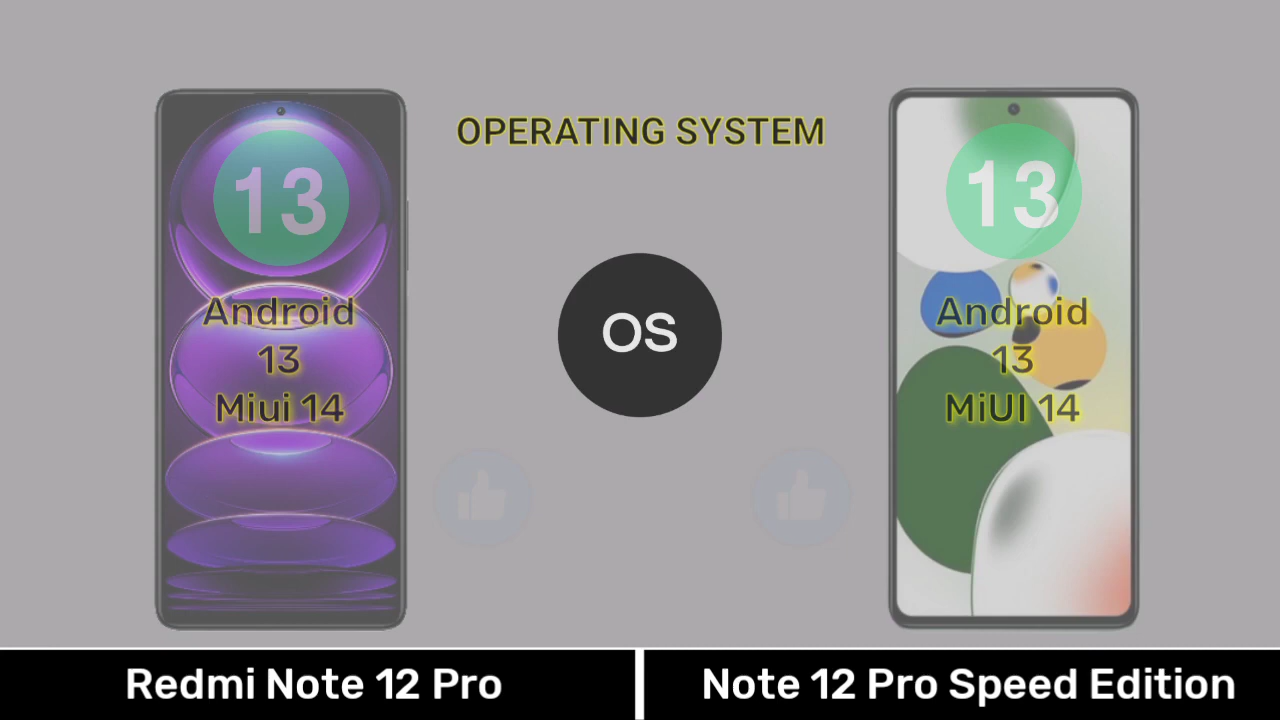 OPERATING SYSTEM
13
Android
13
Miui 14
OS
13
Android
13
MiUI 14
Redmi Note 12 Pro
Note 12 Pro Speed Edition